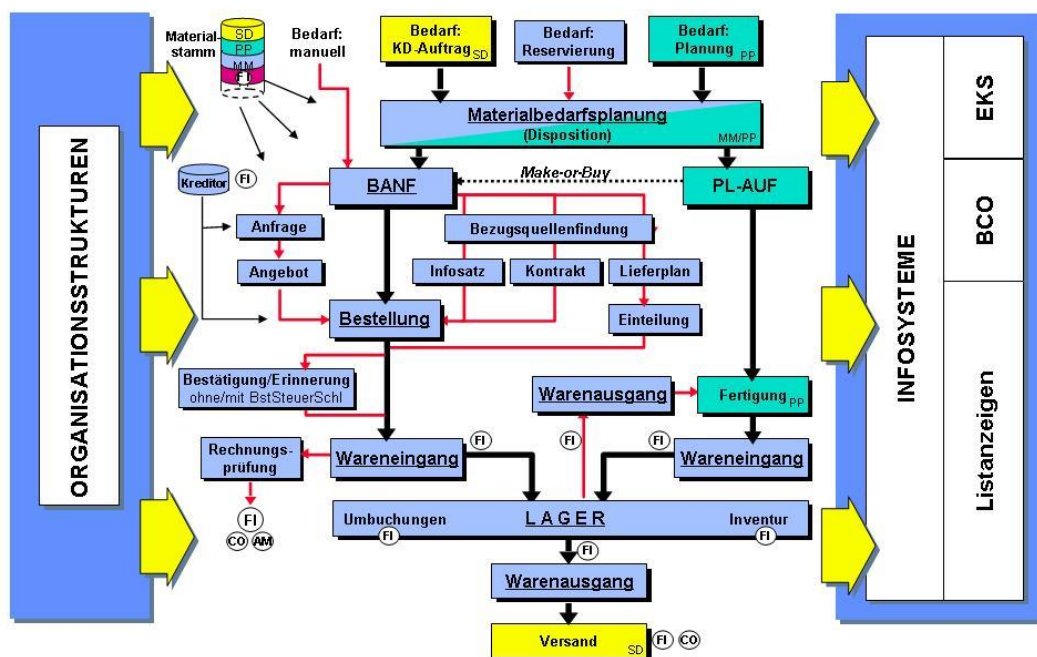 ORGANISATIONSSTRUKTUREN
Material-
stamm
SD
PP
MM
FI
Bedarf:
manuell
Bedarf:
KD-Auftrag SD
Bedarf:
Reservierung
Bedarf:
Planung PP
Materialbedarfsplanung
(Disposition)
MM/PP
Kreditor
FI
BANF
Make-or-Buy
PL-AUF
Anfrage
Bezugsquellenfindung
Angebot
Infosatz
Kontrakt
Lieferplan
Bestellung
Einteilung
Bestätigung/Erinnerung
ohne/mit BstSteuerSchl
Warenausgang
Fertigung PP
Rechnungs-
prüfung
Wareneingang
FI
FI
FI
Wareneingang
FI
CO AM
Umbuchungen
FI
LAGER
Inventur
FI
FI
Warenausgang
Versand SD
FI CO
INFOSYSTEME
EKS
BCO
Listanzeigen